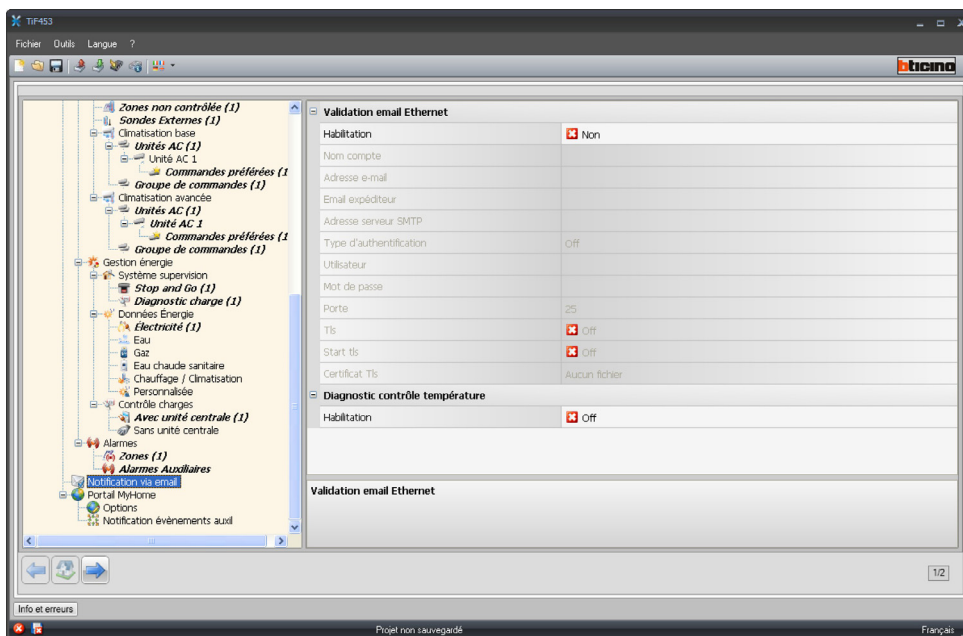 TiF453
Fichier Outils Langue ?
bticino
Zones non contrôlée (1)
Sondes Externes (1)
Climatisation base
Unités AC (1)
Unité AC 1
Commandes préférées (1
Groupe de commandes (1)
Climatisation avancée
Unités AC (1)
Unité AC 1
Commandes préférées (1
Groupe de commandes (1)
Gestion énergie
Système supervision
Stop and Go (1)
Diagnostic charge (1)
Données Énergie
Électricité (1)
Eau
Gaz
Eau chaude sanitaire
Chauffage / Climatisation
Personnalisée
Contrôle charges
Avec unité centrale (1)
Sans unité centrale
Alarmes
Zones (1)
Alarmes Auxiliaires
Notification via email
Portail MyHome
Options
Notification évènements auxil
Validation email Ethernet
Habilitation Non
Nom compte
Adresse e-mail
Email expéditeur
Adresse serveur SMTP
Type d'authentification Off
Utilisateur
Mot de passe
Porte 25
Tls Off
Start tls Off
Certificat Tls Aucun fichier
Diagnostic contrôle température
Habilitation Off
Validation email Ethernet
1/2
Info et erreurs
Projet non sauvegardé
Français